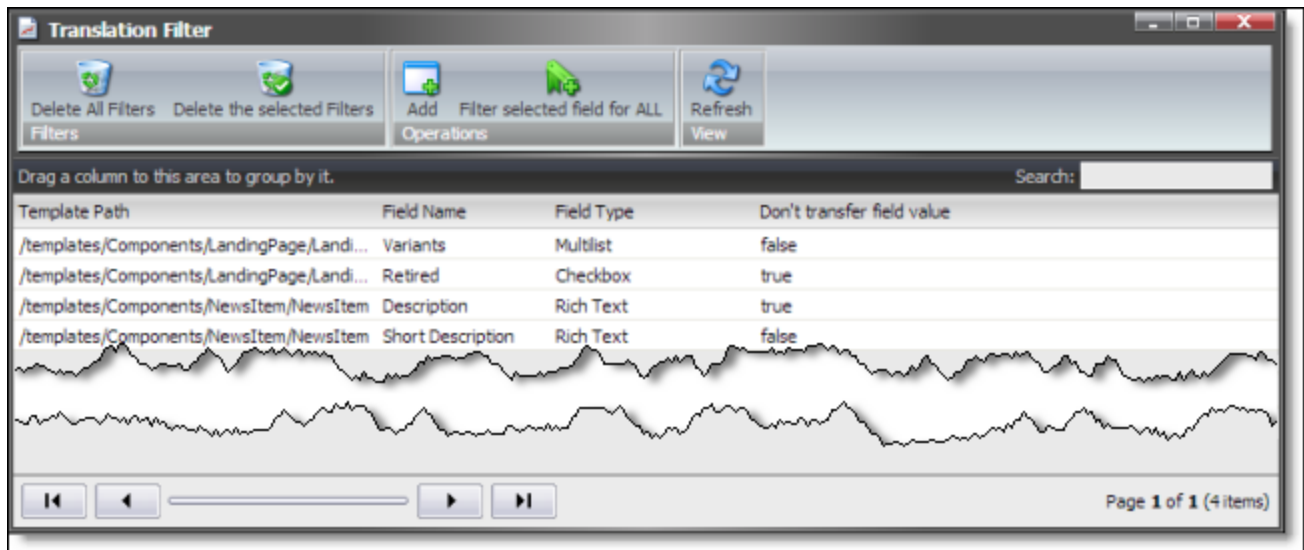 Translation Filter
Delete All Filters Delete the selected Filters Add Filter selected field for ALL Refresh
Filters Operations View
Drag a column to this area to group by it. Search:
Template Path Field Name Field Type Don't transfer field value
/templates/Components/LandingPage/Landi... Variants Multilist false
/templates/Components/LandingPage/Landi... Retired Checkbox true
/templates/Components/NewsItem/NewsItem Description Rich Text true
/templates/Components/NewsItem/NewsItem Short Description Rich Text false
Page 1 of 1 (4 items)